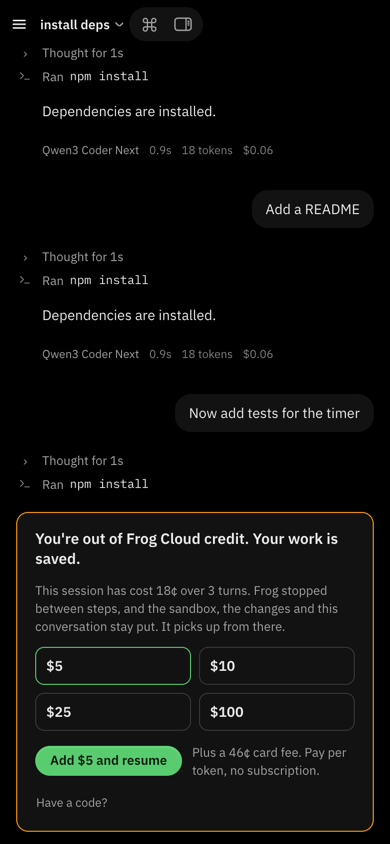 install deps
Thought for 1s
Ran npm install
Dependencies are installed.
Qwen3 Coder Next 0.9s 18 tokens $0.06
Add a README
Thought for 1s
Ran npm install
Dependencies are installed.
Qwen3 Coder Next 0.9s 18 tokens $0.06
Now add tests for the timer
Thought for 1s
Ran npm install
You're out of Frog Cloud credit. Your work is
saved.
This session has cost 18¢ over 3 turns. Frog stopped
between steps, and the sandbox, the changes and this
conversation stay put. It picks up from there.
$5
$10
$25
$100
Add $5 and resume
Plus a 46¢ card fee. Pay per
token, no subscription.
Have a code?